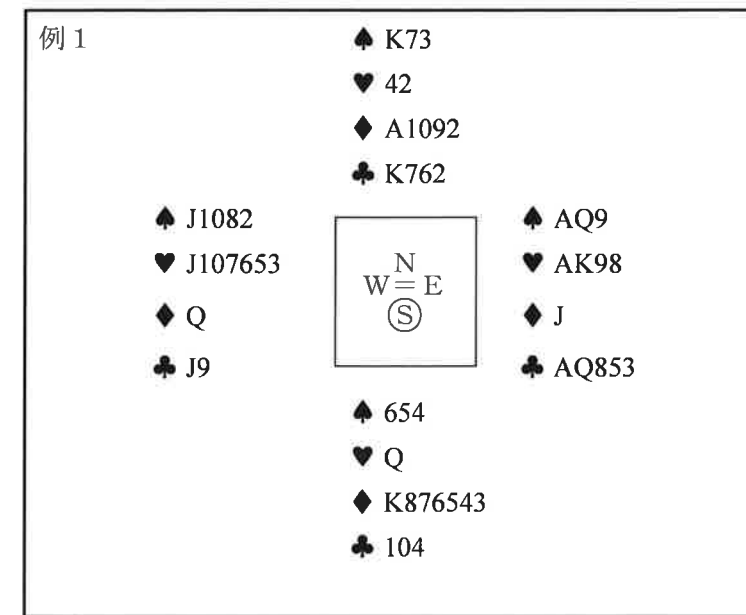 例1
♠ K73
♥ 42
♦ A1092
♣ K762
♠ J1082
♥ J107653
♦ Q
♣ J9
N
W = E
Ⓢ
♠ AQ9
♥ AK98
♦ J
♣ AQ853
♠ 654
♥ Q
♦ K876543
♣ 104